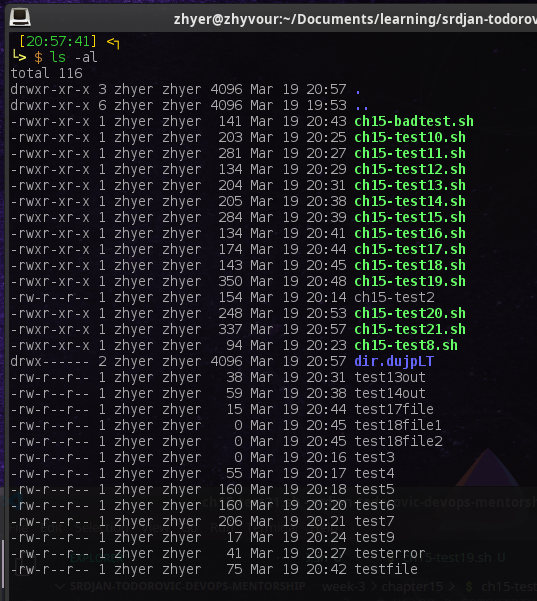 zhyer@zhyvour:~/Documents/learning/srdjan-todorov
[20:57:41] <┐
└> $ ls -al
total 116
drwxr-xr-x 3 zhyer zhyer 4096 Mar 19 20:57 .
drwxr-xr-x 6 zhyer zhyer 4096 Mar 19 19:53 ..
-rwxr-xr-x 1 zhyer zhyer  141 Mar 19 20:43 ch15-badtest.sh
-rwxr-xr-x 1 zhyer zhyer  203 Mar 19 20:25 ch15-test10.sh
-rwxr-xr-x 1 zhyer zhyer  281 Mar 19 20:27 ch15-test11.sh
-rwxr-xr-x 1 zhyer zhyer  134 Mar 19 20:29 ch15-test12.sh
-rwxr-xr-x 1 zhyer zhyer  204 Mar 19 20:31 ch15-test13.sh
-rwxr-xr-x 1 zhyer zhyer  205 Mar 19 20:38 ch15-test14.sh
-rwxr-xr-x 1 zhyer zhyer  284 Mar 19 20:39 ch15-test15.sh
-rwxr-xr-x 1 zhyer zhyer  134 Mar 19 20:41 ch15-test16.sh
-rwxr-xr-x 1 zhyer zhyer  174 Mar 19 20:44 ch15-test17.sh
-rwxr-xr-x 1 zhyer zhyer  143 Mar 19 20:45 ch15-test18.sh
-rwxr-xr-x 1 zhyer zhyer  350 Mar 19 20:48 ch15-test19.sh
-rw-r--r-- 1 zhyer zhyer  154 Mar 19 20:14 ch15-test2
-rwxr-xr-x 1 zhyer zhyer  248 Mar 19 20:53 ch15-test20.sh
-rwxr-xr-x 1 zhyer zhyer  337 Mar 19 20:57 ch15-test21.sh
-rwxr-xr-x 1 zhyer zhyer   94 Mar 19 20:23 ch15-test8.sh
drwx------ 2 zhyer zhyer 4096 Mar 19 20:57 dir.dujpLT
-rw-r--r-- 1 zhyer zhyer   38 Mar 19 20:31 test13out
-rw-r--r-- 1 zhyer zhyer   59 Mar 19 20:38 test14out
-rw-r--r-- 1 zhyer zhyer   15 Mar 19 20:44 test17file
-rw-r--r-- 1 zhyer zhyer    0 Mar 19 20:45 test18file1
-rw-r--r-- 1 zhyer zhyer    0 Mar 19 20:45 test18file2
-rw-r--r-- 1 zhyer zhyer    0 Mar 19 20:16 test3
-rw-r--r-- 1 zhyer zhyer   55 Mar 19 20:17 test4
-rw-r--r-- 1 zhyer zhyer  160 Mar 19 20:18 test5
-rw-r--r-- 1 zhyer zhyer  160 Mar 19 20:20 test6
-rw-r--r-- 1 zhyer zhyer  206 Mar 19 20:21 test7
-rw-r--r-- 1 zhyer zhyer   17 Mar 19 20:24 test9
-rw-r--r-- 1 zhyer zhyer   41 Mar 19 20:27 testerror
-rw-r--r-- 1 zhyer zhyer   75 Mar 19 20:42 testfile
SRDJAN-TODOROVIC-DEVOPS-MENTORSHIP week-3 > chapter15 > $ ch15-tes